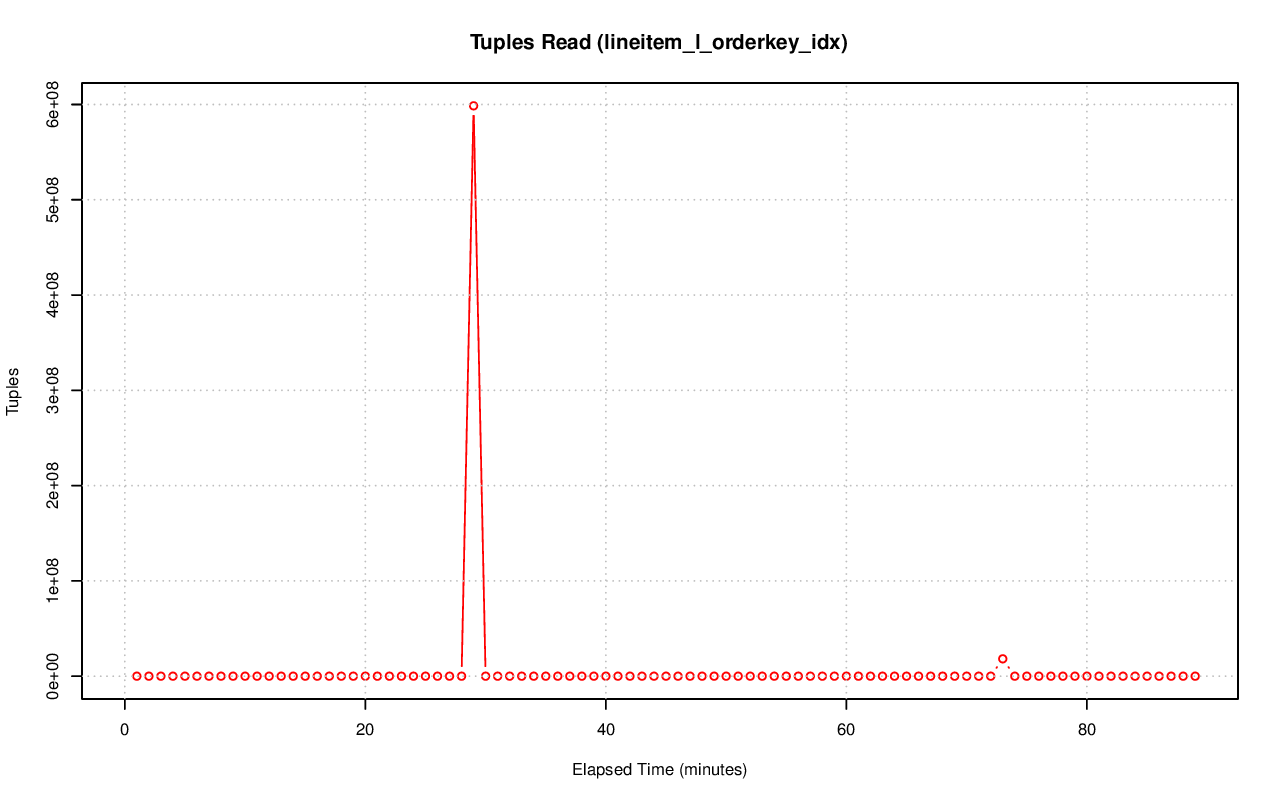 Tuples Read (lineitem_l_orderkey_idx)
6e+08
5e+08
4e+08
3e+08
2e+08
1e+08
0e+00
Tuples
0 20 40 60 80
Elapsed Time (minutes)